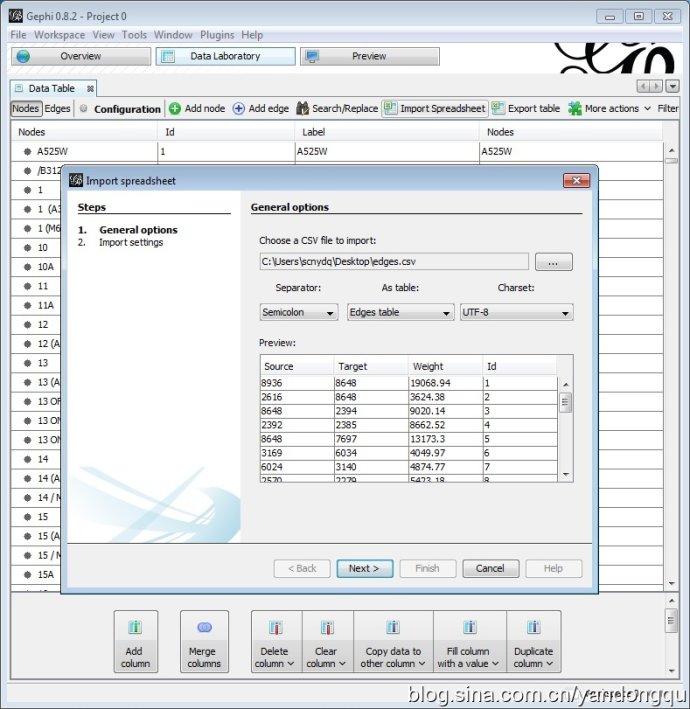 Gephi 0.8.2 - Project 0
File Workspace View Tools Window Plugins Help
Overview Data Laboratory Preview
Data Table
Nodes Edges Configuration Add node Add edge Search/Replace Import Spreadsheet Export table More actions Filter
Nodes Id Label Nodes
A525W 1 A525W A525W
/B312
1
1 (A3
1 (M6
10
10A
11
11A
12
12 (A
13
13 (A
13 OF
13 ON
13 ON
14
14 (A
14 / M
15
15 (A
15 / M
15A
Import spreadsheet
Steps
1. General options
2. Import settings
General options
Choose a CSV file to import:
C:\Users\scnydq\Desktop\edges.csv ...
Separator: As table: Charset:
Semicolon Edges table UTF-8
Preview:
Source Target Weight Id
8936 8648 19068.94 1
2616 8648 3624.38 2
8648 2394 9020.14 3
2392 2385 8662.52 4
8648 7697 13173.3 5
3169 6034 4049.97 6
6024 3140 4874.77 7
2570 2279 5423.18 8
< Back Next > Finish Cancel Help
Add column
Merge columns
Delete column
Clear column
Copy data to other column
Fill column with a value
Duplicate column
blog.sina.com.cn/yandongqu